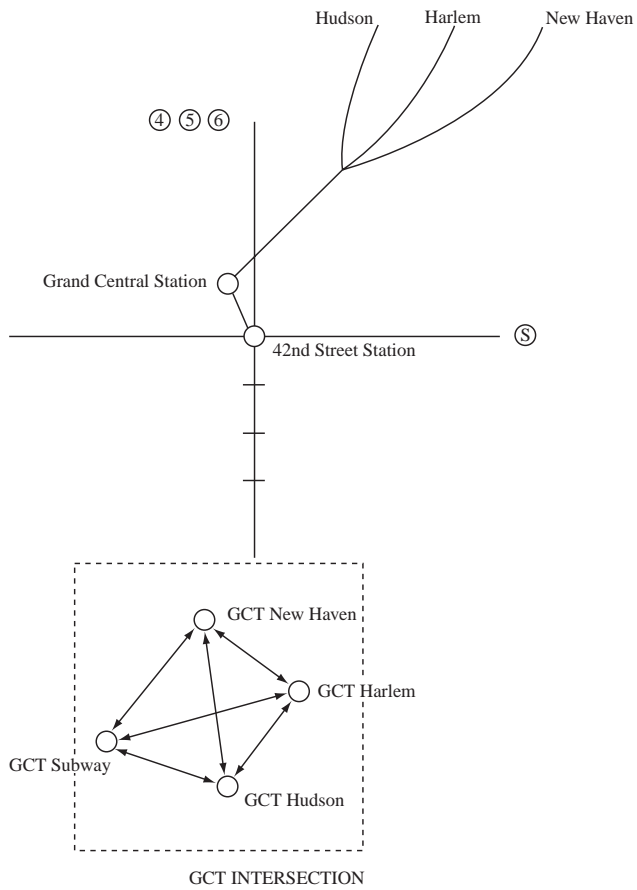 Hudson
Harlem
New Haven
4 5 6
Grand Central Station
S
42nd Street Station
GCT New Haven
GCT Harlem
GCT Subway
GCT Hudson
GCT INTERSECTION